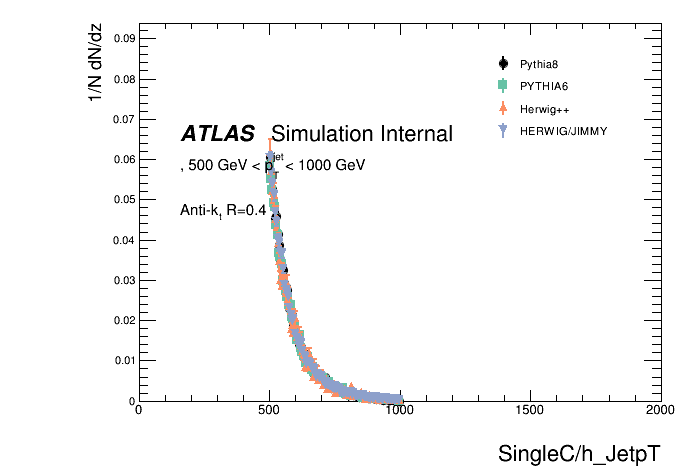 1/N dN/dz
0.09
0.08
0.07
0.06
0.05
0.04
0.03
0.02
0.01
0
Pythia8
PYTHIA6
Herwig++
HERWIG/JIMMY
ATLAS Simulation Internal
, 500 GeV < p_T^jet < 1000 GeV
Anti-k_t R=0.4
0 500 1000 1500 2000
SingleC/h_JetpT